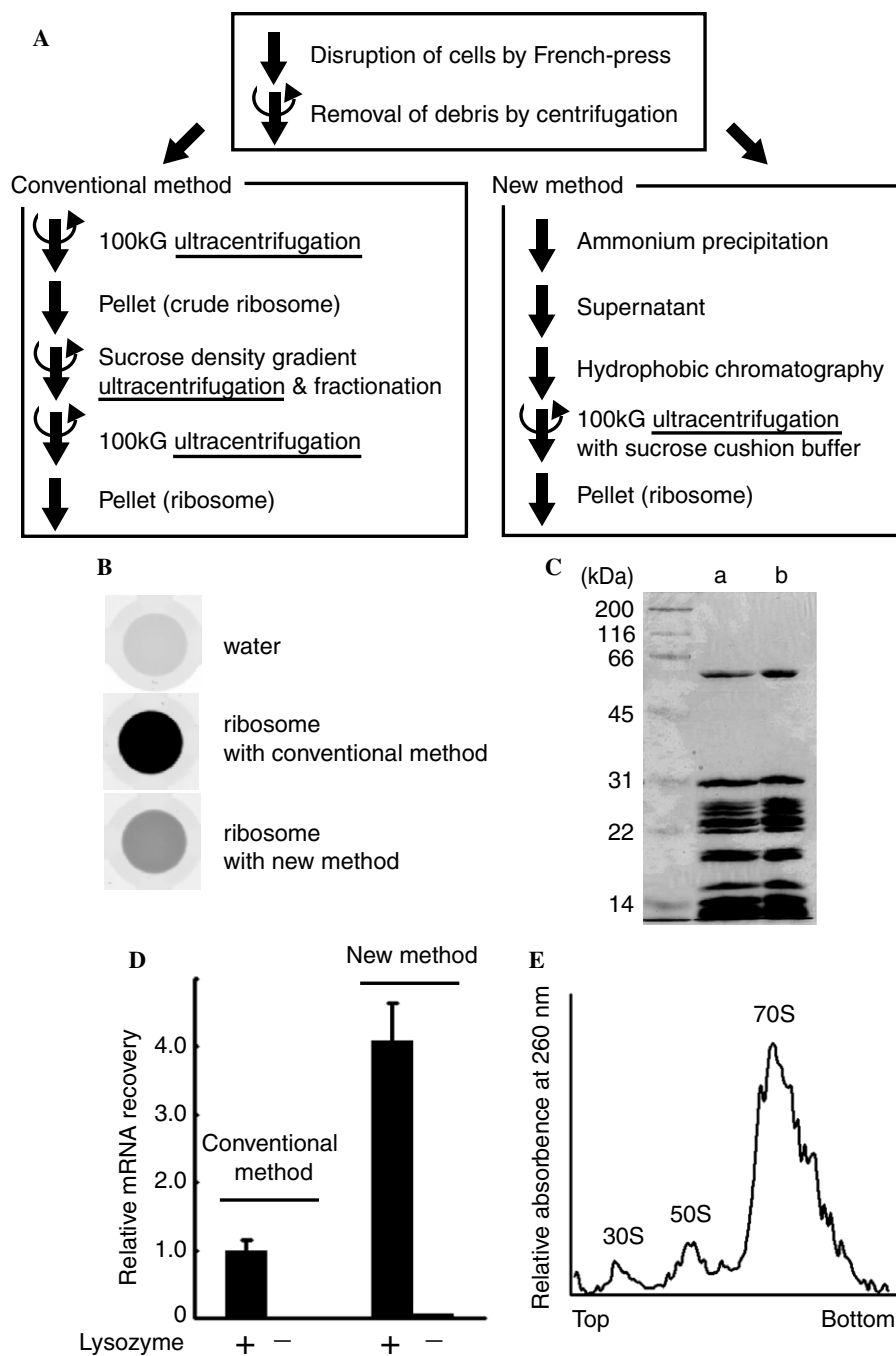 A
Disruption of cells by French-press
Removal of debris by centrifugation
Conventional method
100kG ultracentrifugation
Pellet (crude ribosome)
Sucrose density gradient
ultracentrifugation & fractionation
100kG ultracentrifugation
Pellet (ribosome)
New method
Ammonium precipitation
Supernatant
Hydrophobic chromatography
100kG ultracentrifugation
with sucrose cushion buffer
Pellet (ribosome)
B
water
ribosome
with conventional method
ribosome
with new method
C
(kDa) a b
200
116
66
45
31
22
14
D
New method
Conventional
method
Relative mRNA recovery
4.0
3.0
2.0
1.0
0
Lysozyme + − + −
E
Relative absorbence at 260 nm
70S
50S
30S
Top Bottom